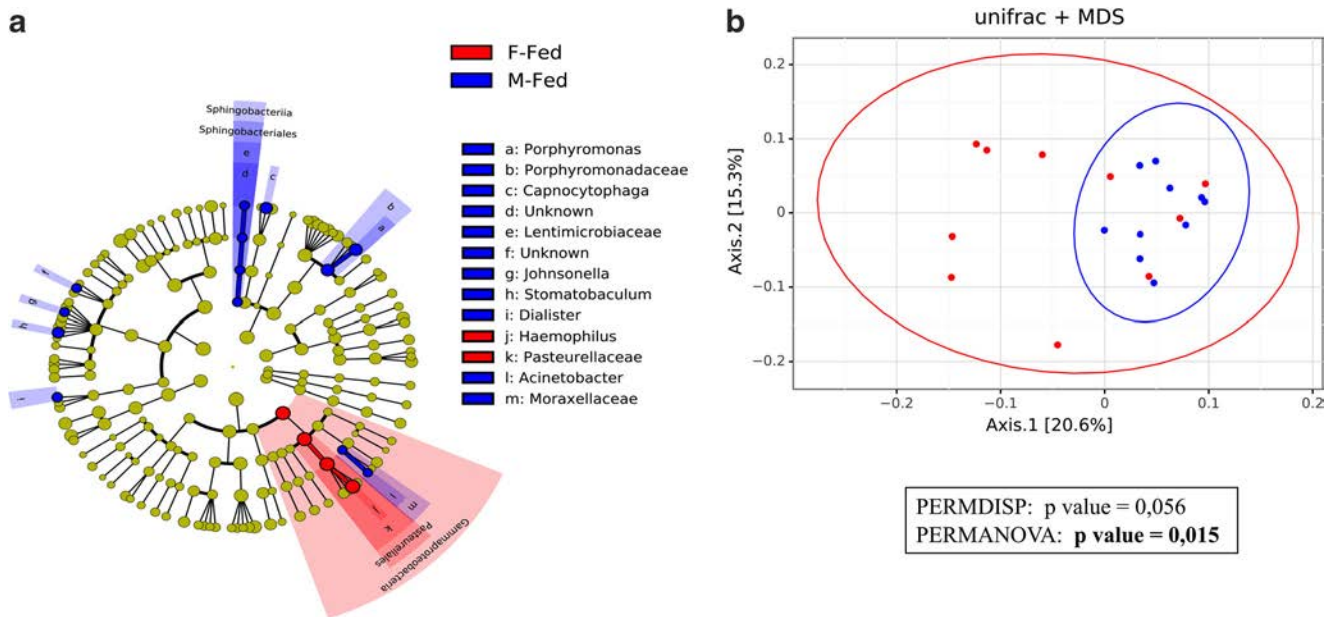 a
F-Fed
M-Fed
Sphingobacteriia
Sphingobacteriales
e
d
c
b
a
f
g
h
i
l
m
j
k
Pasteurellales
Gammaproteobacteria
a: Porphyromonas
b: Porphyromonadaceae
c: Capnocytophaga
d: Unknown
e: Lentimicrobiaceae
f: Unknown
g: Johnsonella
h: Stomatobaculum
i: Dialister
j: Haemophilus
k: Pasteurellaceae
l: Acinetobacter
m: Moraxellaceae
b
unifrac + MDS
Axis.2 [15.3%]
0.2
0.1
0
−0.1
−0.2
−0.2
−0.1
0
0.1
0.2
Axis.1 [20.6%]
PERMDISP: p value = 0,056
PERMANOVA: p value = 0,015